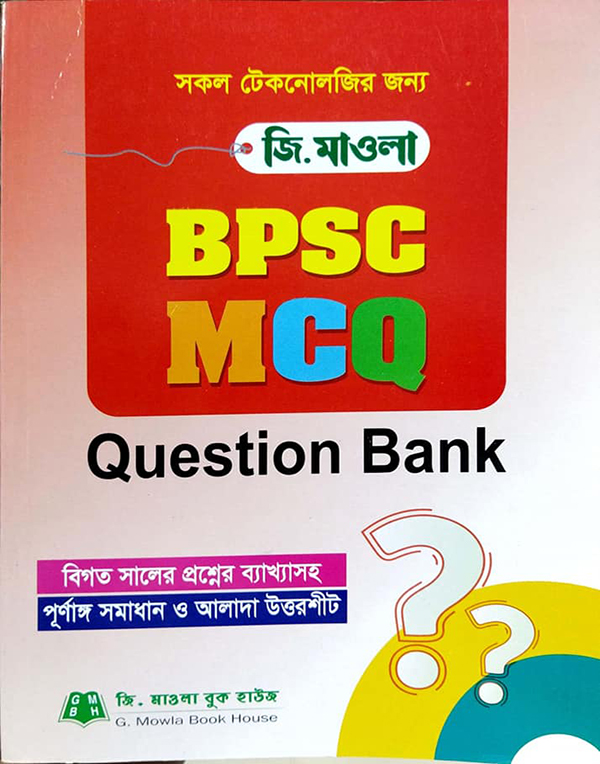 সকল টেকনোলজির জন্য
জি. মাওলা
BPSC
MCQ
Question Bank
বিগত সালের প্রশ্নের ব্যাখ্যাসহ
পূর্ণাঙ্গ সমাধান ও আলাদা উত্তরশীট
G M
B H
জি. মাওলা বুক হাউজ
G. Mowla Book House